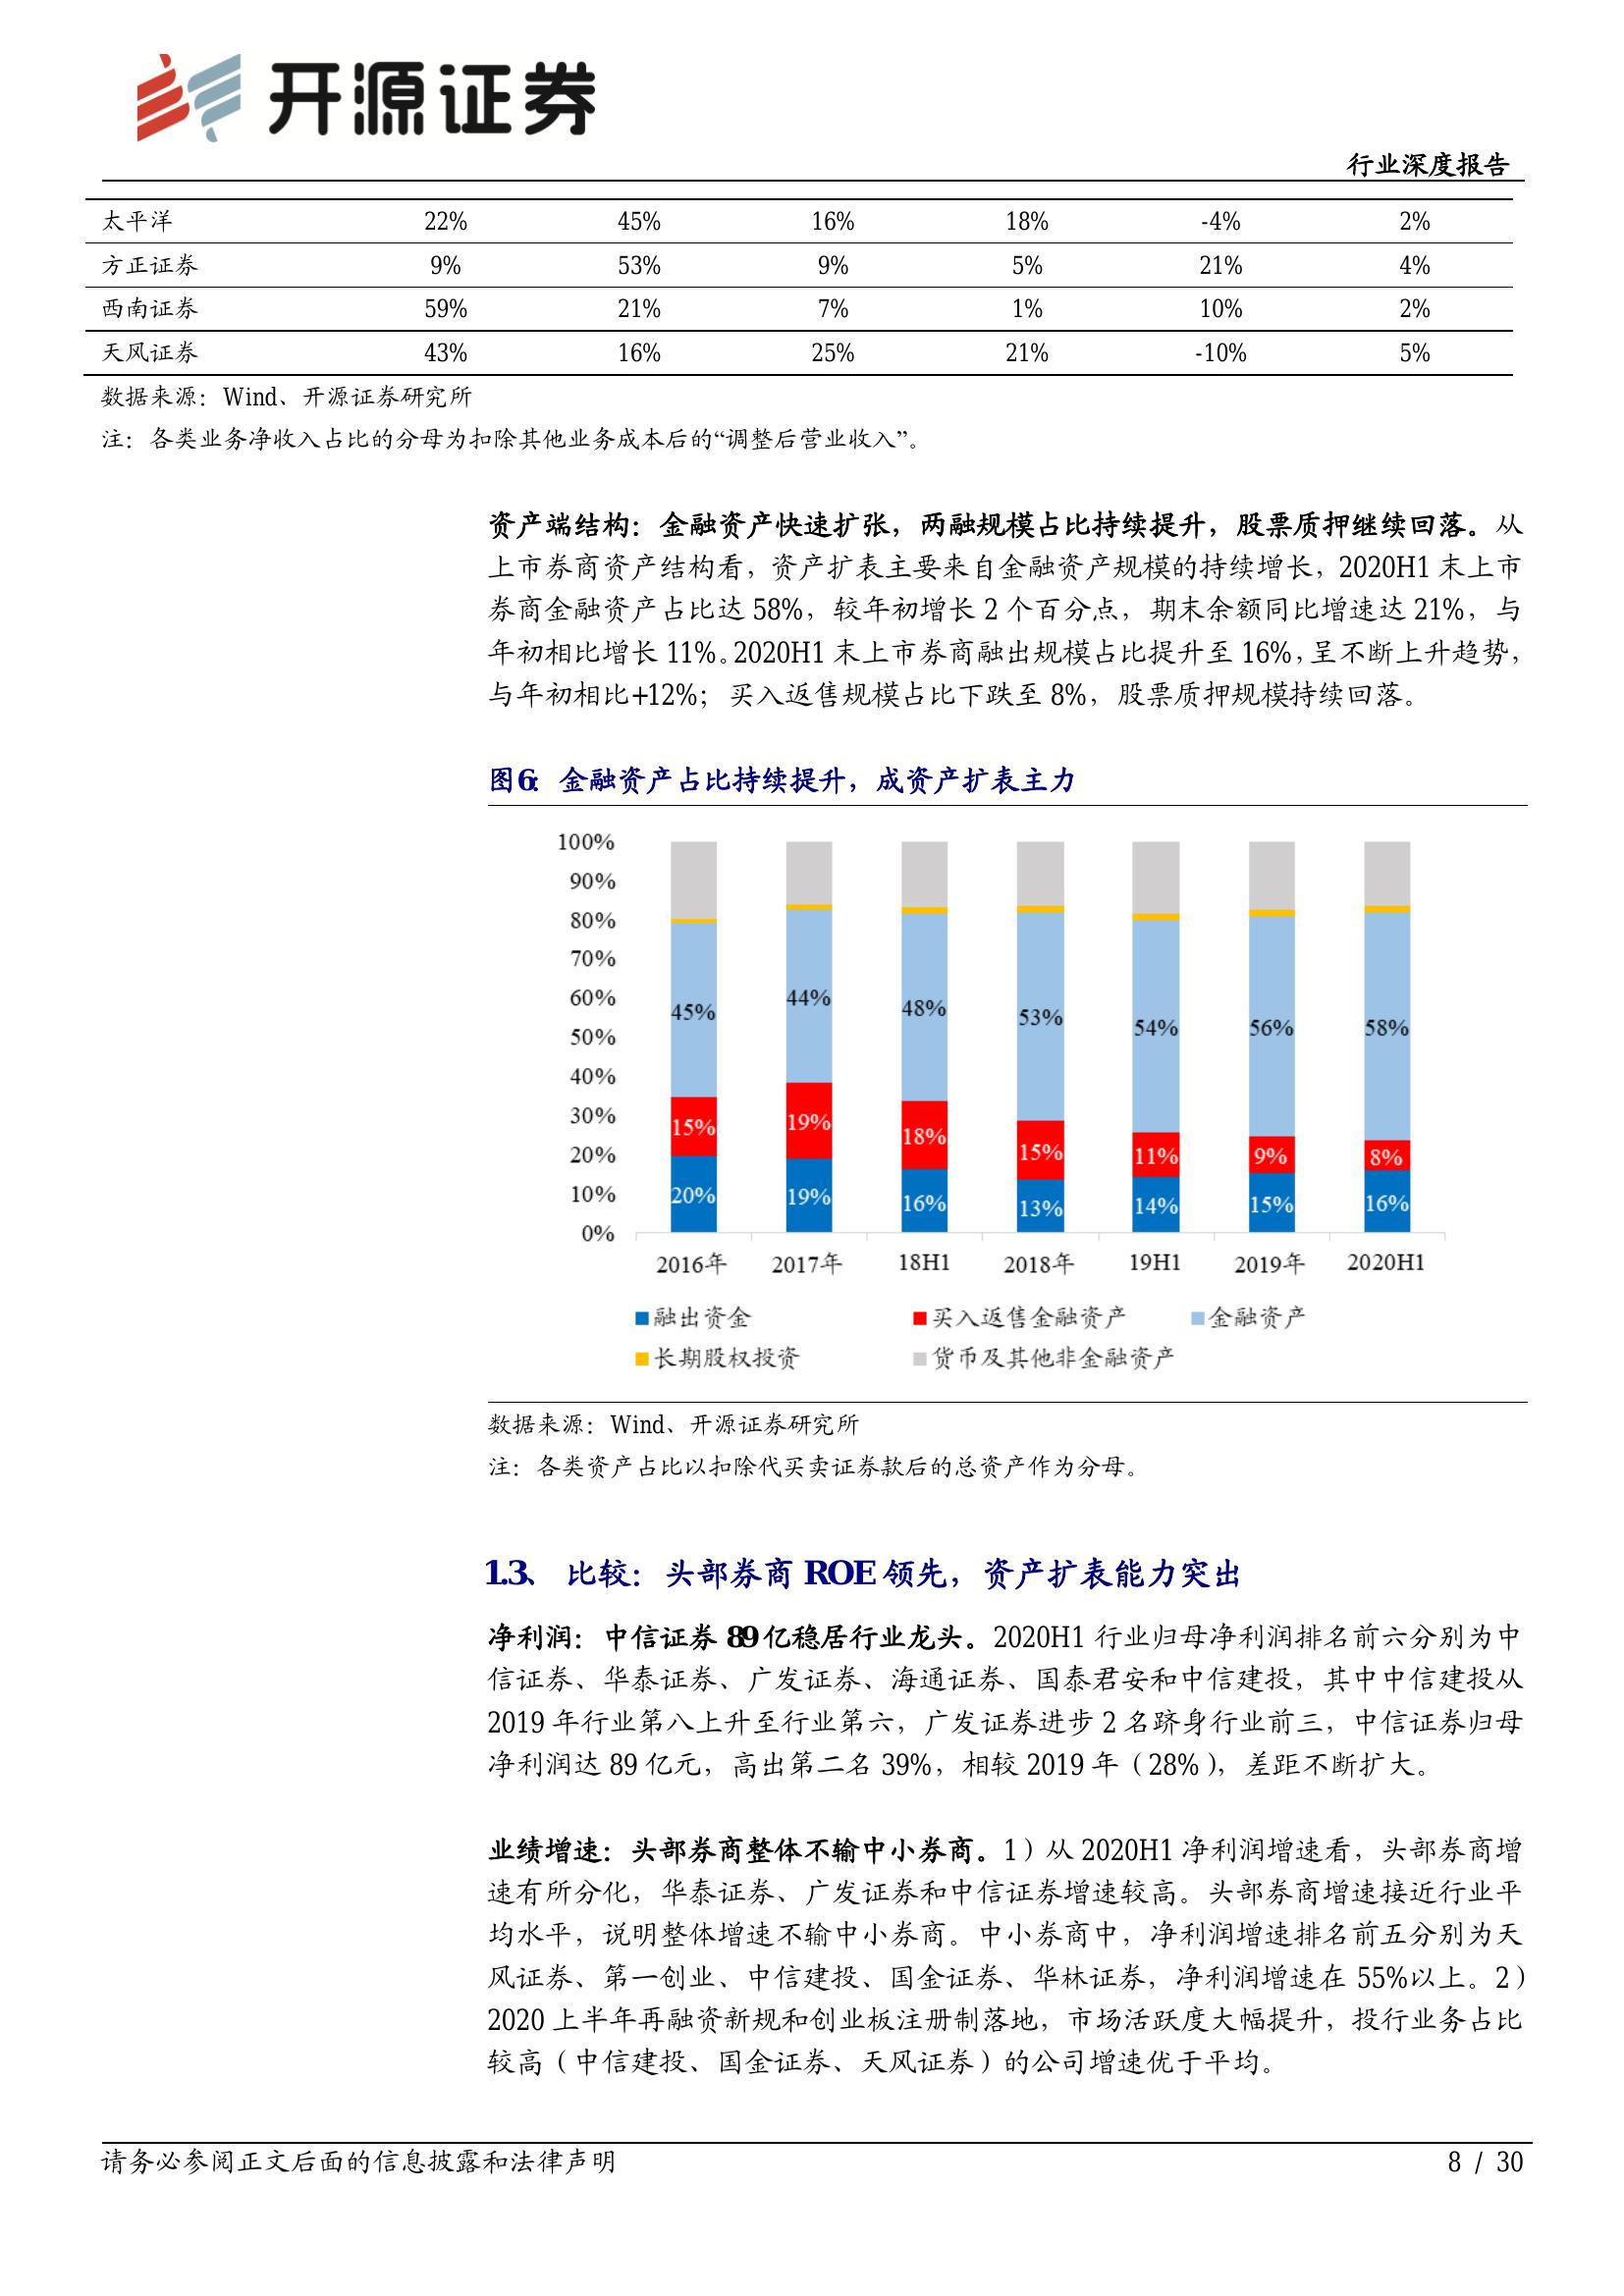 开源证券
行业深度报告
太平洋 22% 45% 16% 18% -4% 2%
方正证券 9% 53% 9% 5% 21% 4%
西南证券 59% 21% 7% 1% 10% 2%
天风证券 43% 16% 25% 21% -10% 5%
数据来源：Wind、开源证券研究所
注：各类业务净收入占比的分母为扣除其他业务成本后的“调整后营业收入”。
资产端结构：金融资产快速扩张，两融规模占比持续提升，股票质押继续回落。从
上市券商资产结构看，资产扩表主要来自金融资产规模的持续增长，2020H1 末上市
券商金融资产占比达 58%，较年初增长 2 个百分点，期末余额同比增速达 21%，与
年初相比增长 11%。2020H1 末上市券商融出规模占比提升至 16%，呈不断上升趋势，
与年初相比+12%；买入返售规模占比下跌至 8%，股票质押规模持续回落。
图6：金融资产占比持续提升，成资产扩表主力
100%
90%
80%
70%
60%
50%
40%
30%
20%
10%
0%
45% 44% 48% 53% 54% 56% 58%
15% 19% 18% 15% 11% 9% 8%
20% 19% 16% 13% 14% 15% 16%
2016年 2017年 18H1 2018年 19H1 2019年 2020H1
融出资金 买入返售金融资产 金融资产
长期股权投资 货币及其他非金融资产
数据来源：Wind、开源证券研究所
注：各类资产占比以扣除代买卖证券款后的总资产作为分母。
1.3、 比较：头部券商 ROE 领先，资产扩表能力突出
净利润：中信证券 89 亿稳居行业龙头。2020H1 行业归母净利润排名前六分别为中
信证券、华泰证券、广发证券、海通证券、国泰君安和中信建投，其中中信建投从
2019 年行业第八上升至行业第六，广发证券进步 2 名跻身行业前三，中信证券归母
净利润达 89 亿元，高出第二名 39%，相较 2019 年（28%），差距不断扩大。
业绩增速：头部券商整体不输中小券商。1）从 2020H1 净利润增速看，头部券商增
速有所分化，华泰证券、广发证券和中信证券增速较高。头部券商增速接近行业平
均水平，说明整体增速不输中小券商。中小券商中，净利润增速排名前五分别为天
风证券、第一创业、中信建投、国金证券、华林证券，净利润增速在 55%以上。2）
2020 上半年再融资新规和创业板注册制落地，市场活跃度大幅提升，投行业务占比
较高（中信建投、国金证券、天风证券）的公司增速优于平均。
请务必参阅正文后面的信息披露和法律声明 8 / 30